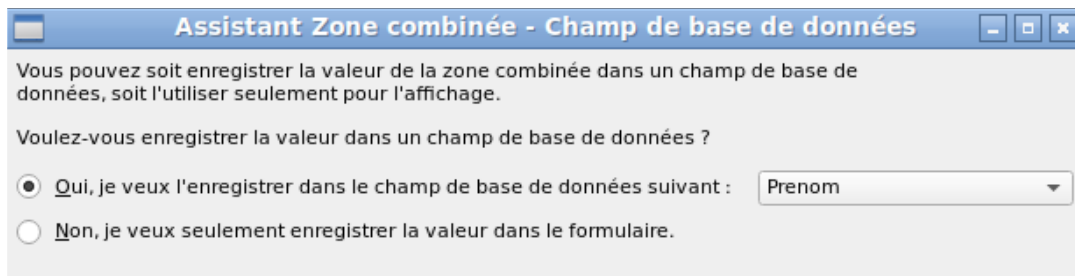 Assistant Zone combinée - Champ de base de données
Vous pouvez soit enregistrer la valeur de la zone combinée dans un champ de base de
données, soit l'utiliser seulement pour l'affichage.
Voulez-vous enregistrer la valeur dans un champ de base de données ?
Oui, je veux l'enregistrer dans le champ de base de données suivant : Prenom
Non, je veux seulement enregistrer la valeur dans le formulaire.